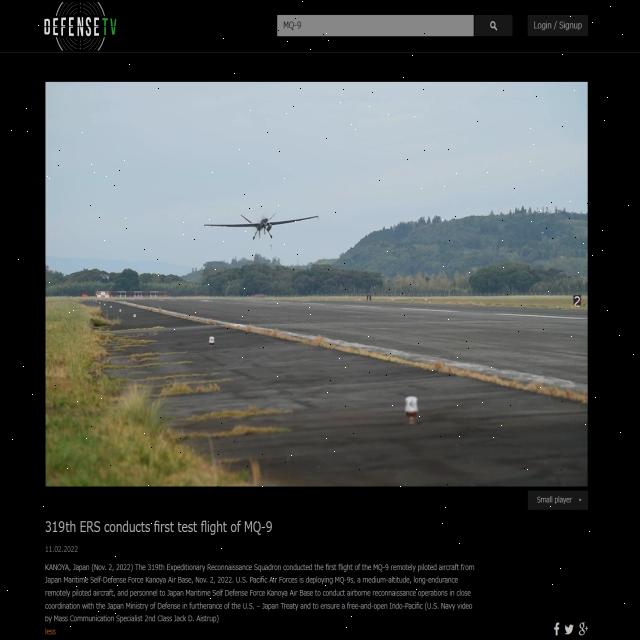 DEFENSETV
MQ-9
Login / Signup
2
Small player
319th ERS conducts first test flight of MQ-9
11.02.2022
KANOYA, Japan (Nov. 2, 2022) The 319th Expeditionary Reconnaissance Squadron conducted the first flight of the MQ-9 remotely piloted aircraft from
Japan Maritime Self-Defense Force Kanoya Air Base, Nov. 2, 2022. U.S. Pacific Air Forces is deploying MQ-9s, a medium-altitude, long-endurance
remotely piloted aircraft, and personnel to Japan Maritime Self Defense Force Kanoya Air Base to conduct airborne reconnaissance operations in close
coordination with the Japan Ministry of Defense in furtherance of the U.S. – Japan Treaty and to ensure a free-and-open Indo-Pacific (U.S. Navy video
by Mass Communication Specialist 2nd Class Jack D. Aistrup)
less